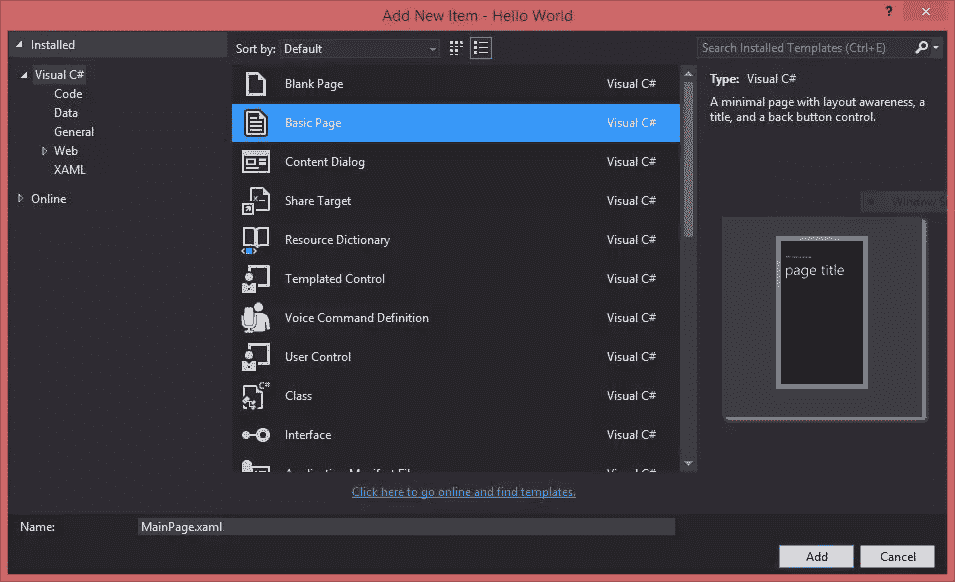 Add New Item - Hello World
?
Installed
Sort by: Default
Search Installed Templates (Ctrl+E)
Visual C#
Code
Data
General
Web
XAML
Online
Blank Page Visual C#
Basic Page Visual C#
Content Dialog Visual C#
Share Target Visual C#
Resource Dictionary Visual C#
Templated Control Visual C#
Voice Command Definition Visual C#
User Control Visual C#
C#
Class Visual C#
Interface Visual C#
Type: Visual C#
A minimal page with layout awareness, a
title, and a back button control.
page title
Click here to go online and find templates.
Name: MainPage.xaml
Add Cancel